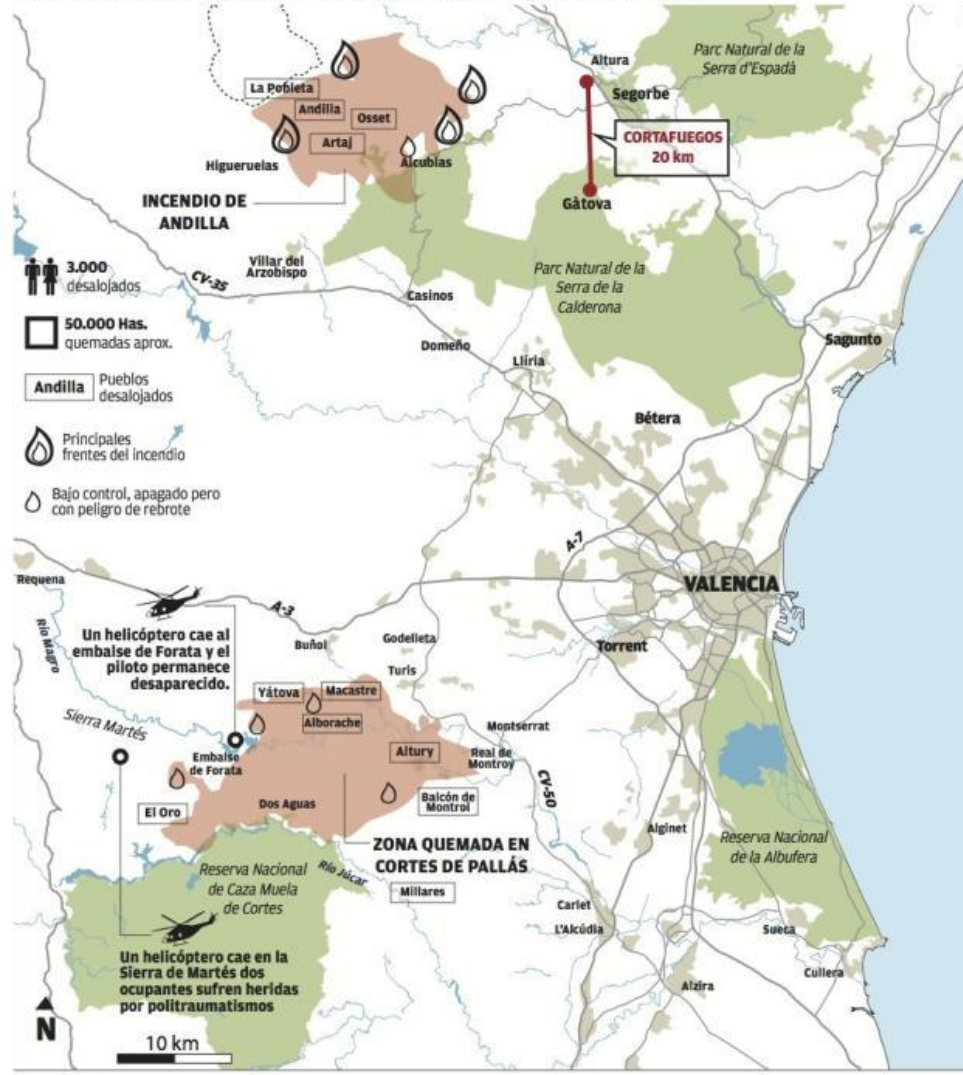 Altura
Parc Natural de la
Serra d'Espadà
La Pobleta
Segorbe
Andilla
Osset
CORTAFUEGOS
20 km
Artaj
Higueruelas
Alcublas
INCENDIO DE
ANDILLA
Gàtova
3.000
desalojados
CV-35
Villar del
Arzobispo
Parc Natural de la
Serra de la
Calderona
Casinos
50.000 Has.
quemadas aprox.
Domeño
Sagunto
Llíria
Andilla
Pueblos
desalojados
Bétera
Principales
frentes del incendio
Bajo control, apagado pero
con peligro de rebrote
A-7
Requena
VALENCIA
A-3
Un helicóptero cae al
embalse de Forata y el
piloto permanece
desaparecido.
Río Magro
Buñol
Godelleta
Torrent
Turis
Yátova
Macastre
Sierra Martés
Alborache
Montserrat
Altury
Real de
Montroy
Embalse
de Forata
CV-50
El Oro
Dos Aguas
Balcón de
Montroi
Alginet
Reserva Nacional
de la Albufera
ZONA QUEMADA EN
CORTES DE PALLÁS
Reserva Nacional
de Caza Muela
de Cortes
Río Júcar
Millares
Carlet
L'Alcúdia
Sueca
Un helicóptero cae en la
Sierra de Martés dos
ocupantes sufren heridas
por politraumatismos
Cullera
Alzira
N
10 km